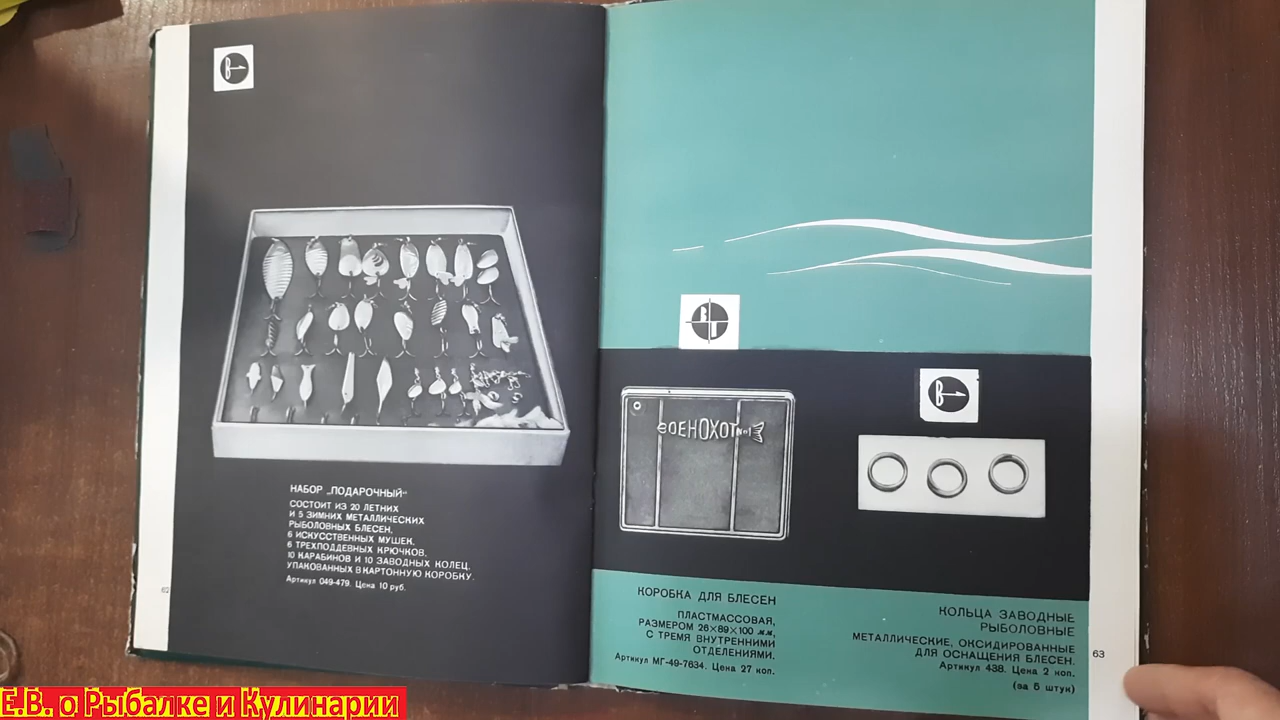 В
НАБОР „ПОДАРОЧНЫЙ“
СОСТОИТ ИЗ 20 ЛЕТНИХ
И 5 ЗИМНИХ МЕТАЛЛИЧЕСКИХ
РЫБОЛОВНЫХ БЛЕСЕН,
6 ИСКУССТВЕННЫХ МУШЕК,
6 ТРЕХПОДДЕВНЫХ КРЮЧКОВ,
10 КАРАБИНОВ И 10 ЗАВОДНЫХ КОЛЕЦ,
УПАКОВАННЫХ В КАРТОННУЮ КОРОБКУ.
Артикул 049-479. Цена 10 руб.
62
В
ВОЕНОХОТ №1
КОРОБКА ДЛЯ БЛЕСЕН
ПЛАСТМАССОВАЯ,
РАЗМЕРОМ 26×89×100 мм,
С ТРЕМЯ ВНУТРЕННИМИ
ОТДЕЛЕНИЯМИ.
Артикул МГ-49-7634. Цена 27 коп.
КОЛЬЦА ЗАВОДНЫЕ
РЫБОЛОВНЫЕ
МЕТАЛЛИЧЕСКИЕ, ОКСИДИРОВАННЫЕ
ДЛЯ ОСНАЩЕНИЯ БЛЕСЕН.
Артикул 438. Цена 2 коп.
(за 5 штук)
63
Е.В. о Рыбалке и Кулинарии